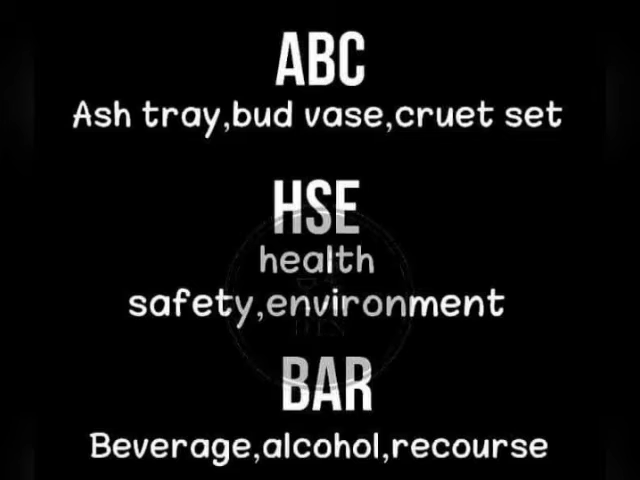 ABC
Ash tray,bud vase,cruet set
HSE
health
safety,environment
BAR
Beverage,alcohol,recourse